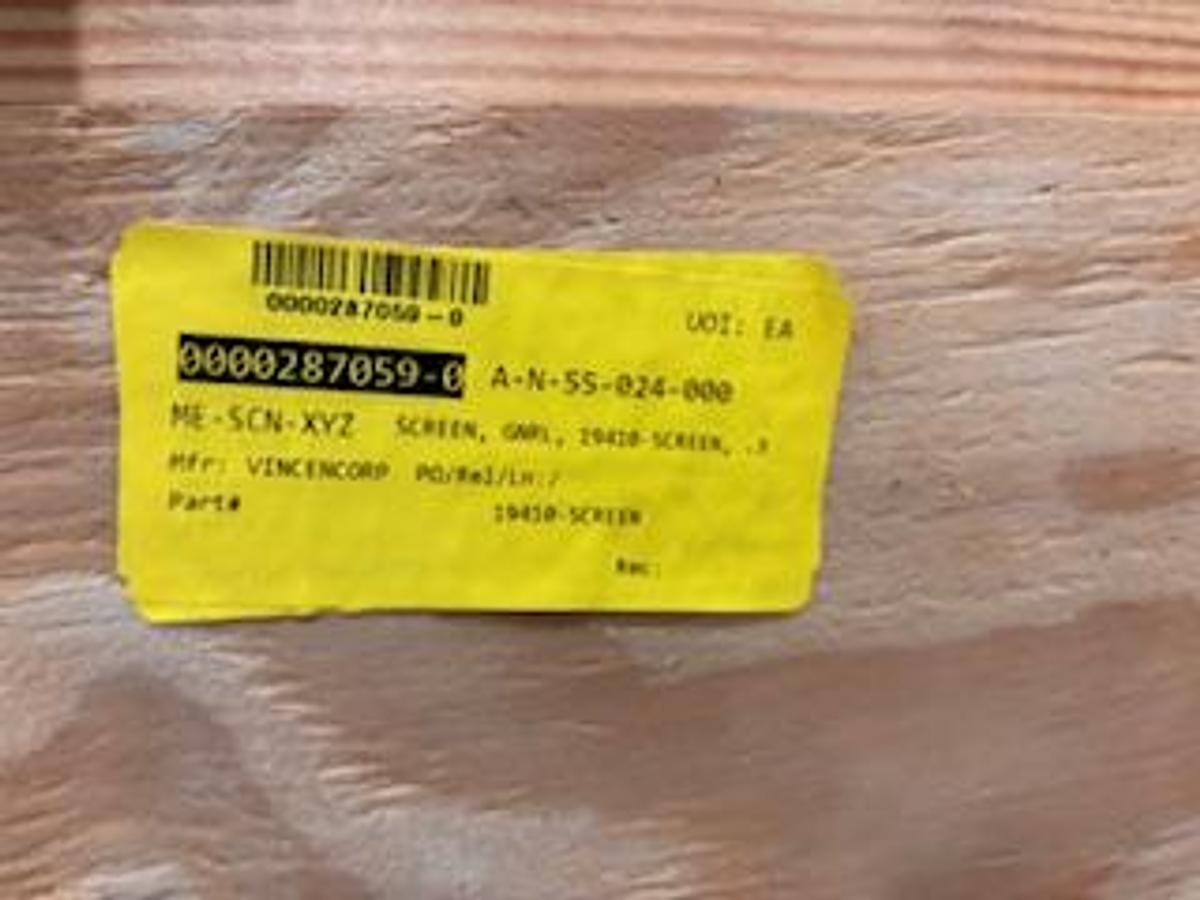 0000287059-0
UOI: EA
0000287059-0 A-N-SS-024-000
ME-SCN-XYZ SCREEN, GNRL, 19410-SCREEN,
Mfr: VINCENCORP PO/Rel/Ln:/
Part# 19410-SCREEN
Rec: